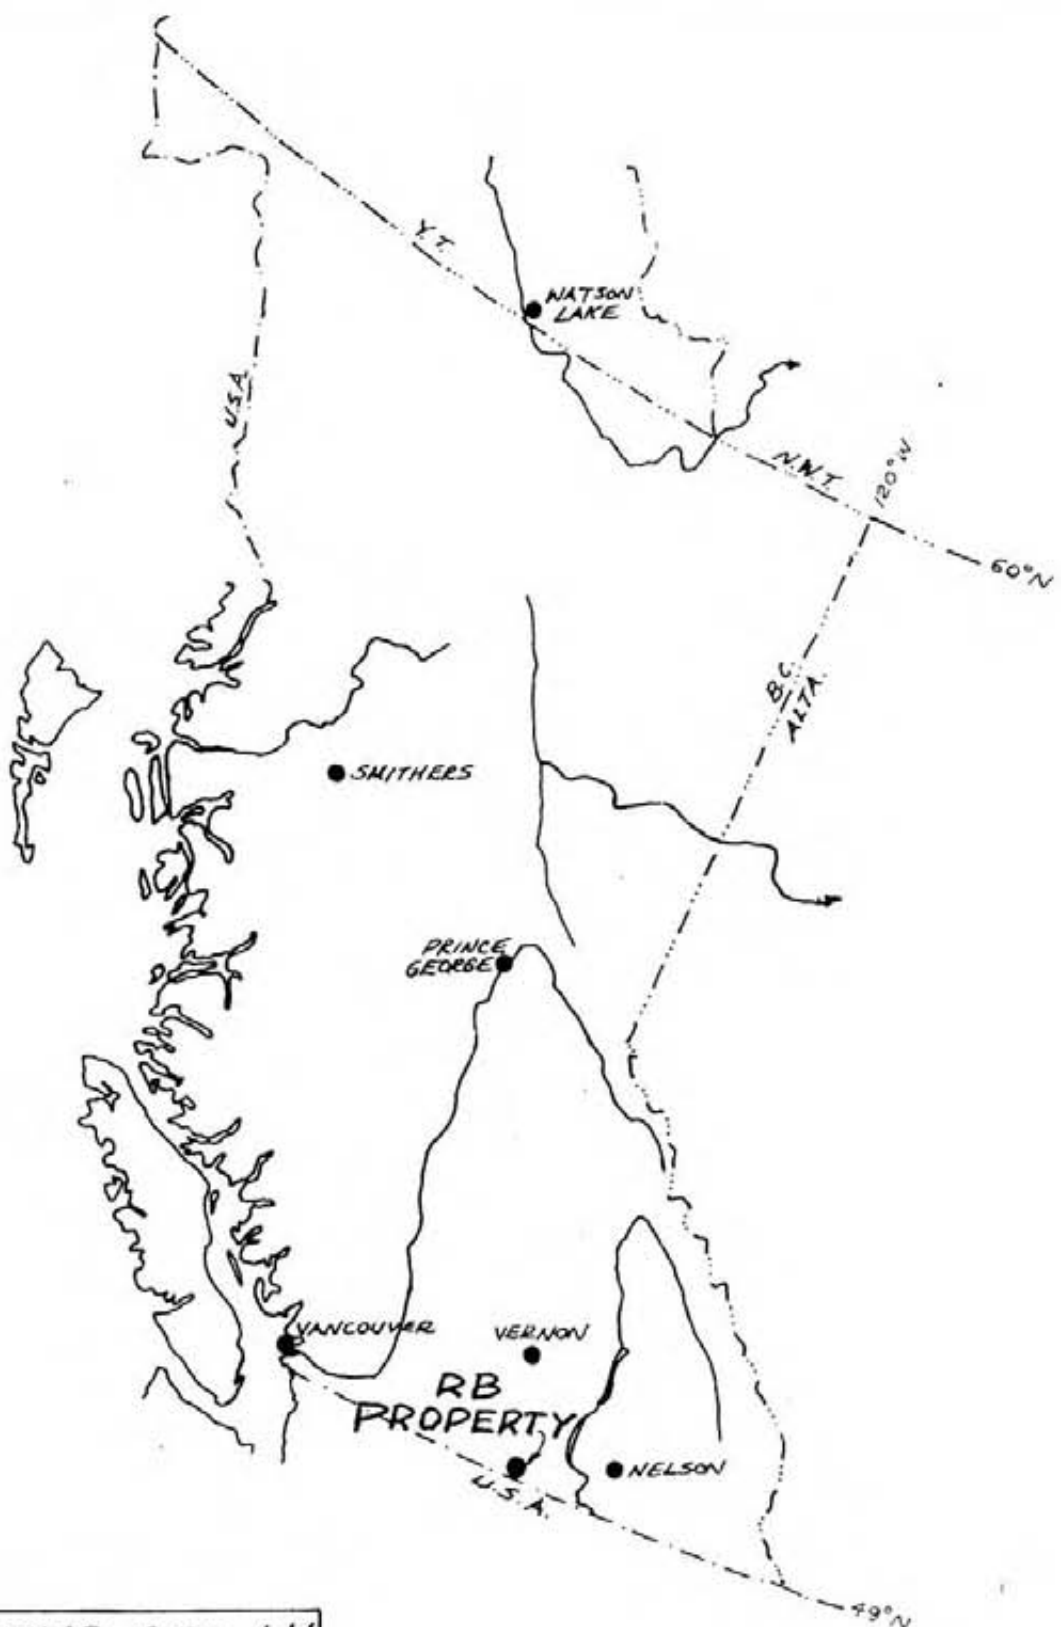 Y.T.
WATSON
LAKE
U.S.A.
N.W.T.
120°W
60°N
B.C.
ALTA.
SMITHERS
PRINCE
GEORGE
VANCOUVER
VERNON
RB
PROPERTY
NELSON
U.S.A.
49°N